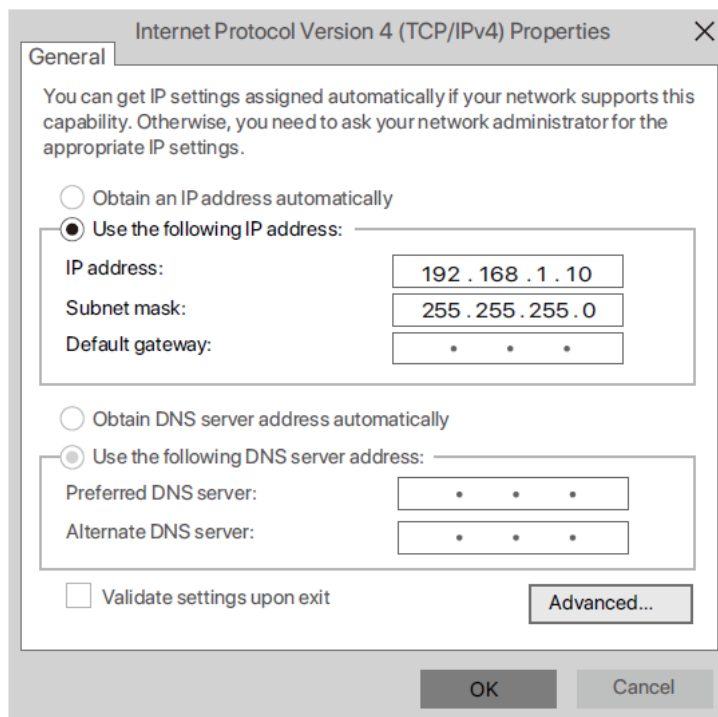 Internet Protocol Version 4 (TCP/IPv4) Properties
General
You can get IP settings assigned automatically if your network supports this
capability. Otherwise, you need to ask your network administrator for the
appropriate IP settings.
Obtain an IP address automatically
Use the following IP address:
IP address: 192 . 168 . 1 . 10
Subnet mask: 255 . 255 . 255 . 0
Default gateway: . . .
Obtain DNS server address automatically
Use the following DNS server address:
Preferred DNS server: . . .
Alternate DNS server: . . .
Validate settings upon exit
Advanced...
OK Cancel